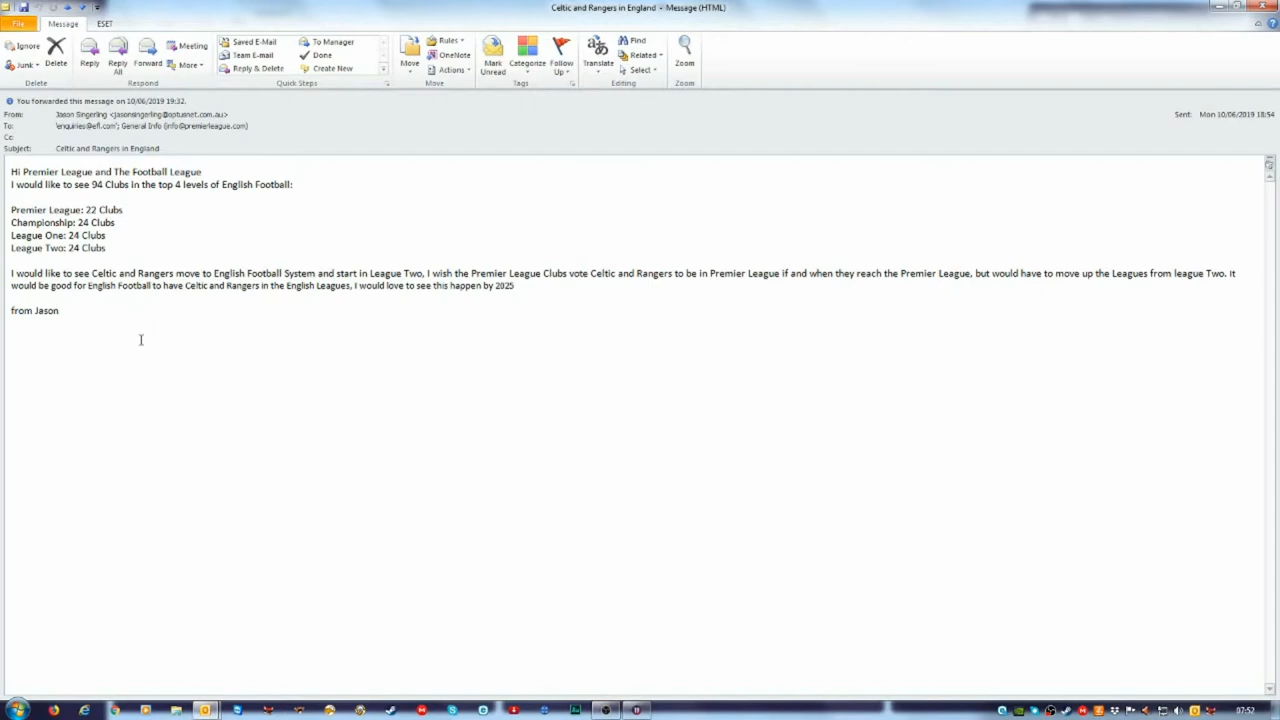 Celtic and Rangers in England - Message (HTML)
File Message ESET
Ignore Meeting Saved E-Mail To Manager Rules OneNote Find Related
Junk Delete Reply Reply All Forward More Team E-mail Done Move Mark Unread Categorize Follow Up Translate Zoom
Reply & Delete Create New Actions Select
Delete Respond Quick Steps Move Tags Editing Zoom
You forwarded this message on 10/06/2019 19:32.
From: Jason Singerling <jasonsingerling@optusnet.com.au> Sent: Mon 10/06/2019 18:54
To: 'enquiries@efl.com'; General Info (info@premierleague.com)
Cc:
Subject: Celtic and Rangers in England
Hi Premier League and The Football League
I would like to see 94 Clubs in the top 4 levels of English Football:
Premier League: 22 Clubs
Championship: 24 Clubs
League One: 24 Clubs
League Two: 24 Clubs
I would like to see Celtic and Rangers move to English Football System and start in League Two, I wish the Premier League Clubs vote Celtic and Rangers to be in Premier League if and when they reach the Premier League, but would have to move up the Leagues from league Two. It
would be good for English Football to have Celtic and Rangers in the English Leagues, I would love to see this happen by 2025
from Jason
07:52